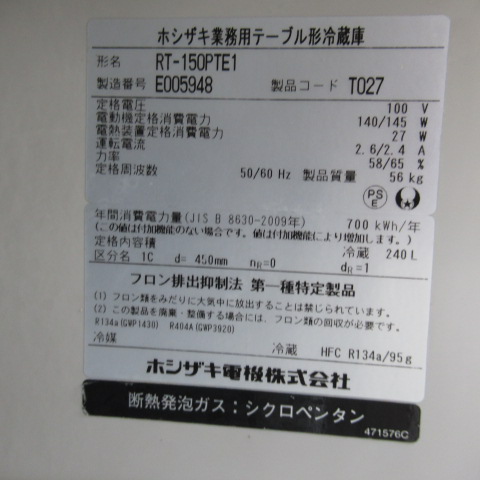 ホシザキ業務用テーブル形冷蔵庫
形名 RT-150PTE1
製造番号 E005948 製品コード T027
定格電圧 100 V
電動機定格消費電力 140/145 W
電熱装置定格消費電力 27 W
運転電流 2.6/2.4 A
力率 58/65 %
定格周波数 50/60 Hz 製品質量 56 kg
PS E
年間消費電力量(JIS B 8630-2009年) 700 kWh/年
(この値は付加機能のない場合です。値は付加機能により増加します。)
定格内容積 冷蔵 240L
区分名 1C d= 450mm nR=0 dR=1
フロン排出抑制法 第一種特定製品
(1) フロン類をみだりに大気中に放出することは禁じられています。
(2) この製品を廃棄・整備する場合には、フロン類の回収が必要です。
R134a(GWP1430) R404A(GWP3920)
冷媒 冷蔵 HFC R134a/95g
ホシザキ電機株式会社
断熱発泡ガス:シクロペンタン
471576C